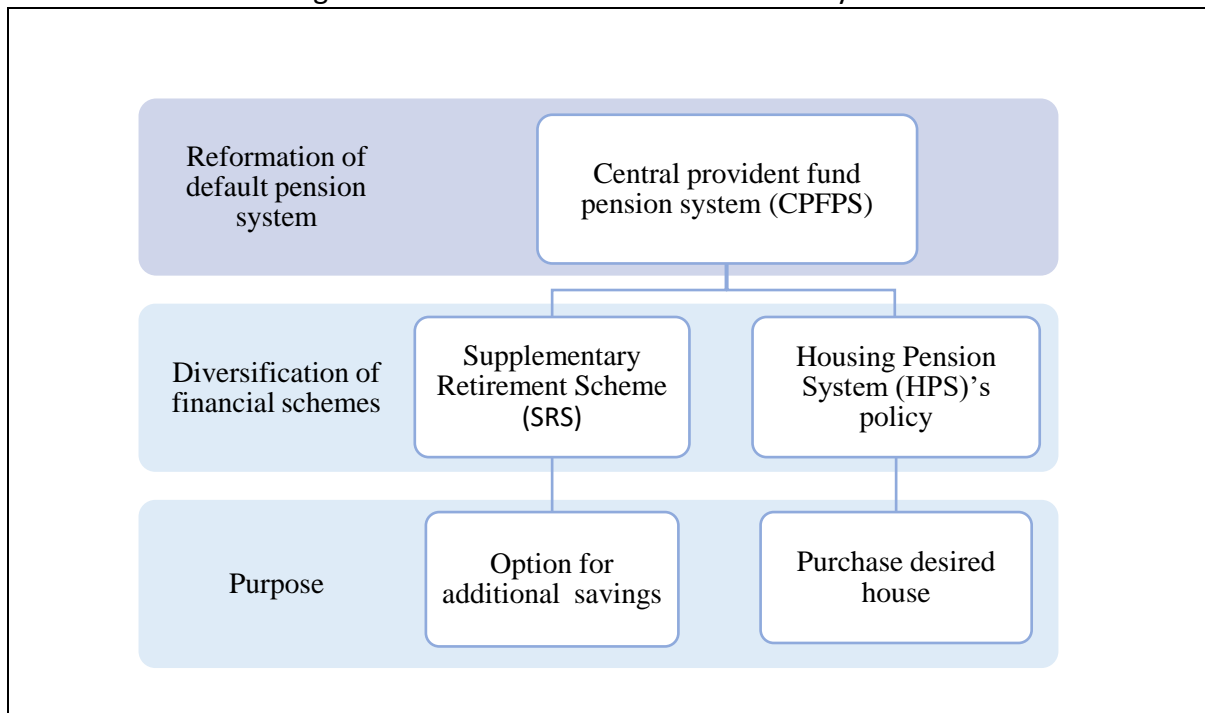 Reformation of
default pension
system
Central provident fund
pension system (CPFPS)
Diversification of
financial schemes
Supplementary
Retirement Scheme
(SRS)
Housing Pension
System (HPS)’s
policy
Purpose
Option for
additional savings
Purchase desired
house